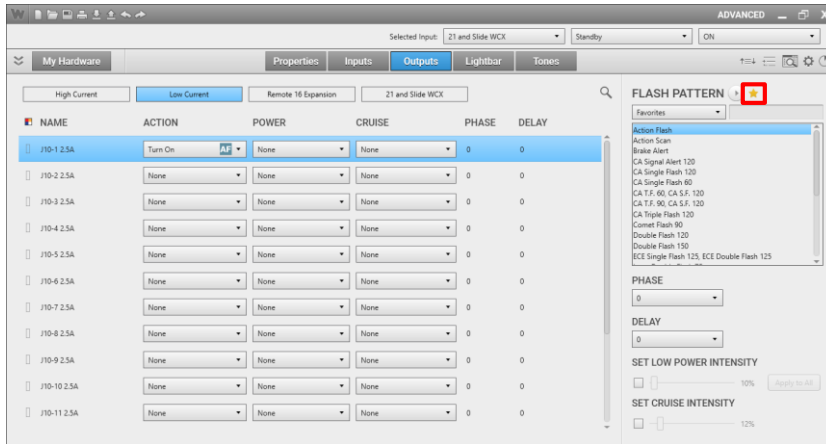 W ADVANCED
Selected Input: 21 and Slide WCX Standby ON
My Hardware Properties Inputs Outputs Lightbar Tones
High Current Low Current Remote 16 Expansion 21 and Slide WCX
FLASH PATTERN
Favorites
NAME ACTION POWER CRUISE PHASE DELAY
J10-1 2.5A Turn On AF None None 0 0
J10-2 2.5A None None None 0 0
J10-3 2.5A None None None 0 0
J10-4 2.5A None None None 0 0
J10-5 2.5A None None None 0 0
J10-6 2.5A None None None 0 0
J10-7 2.5A None None None 0 0
J10-8 2.5A None None None 0 0
J10-9 2.5A None None None 0 0
J10-10 2.5A None None None 0 0
J10-11 2.5A None None None 0 0
Action Flash
Action Scan
Brake Alert
CA Signal Alert 120
CA Single Flash 120
CA Single Flash 60
CA T.F. 60, CA S.F. 120
CA T.F. 90, CA S.F. 120
CA Triple Flash 120
Comet Flash 90
Double Flash 120
Double Flash 150
ECE Single Flash 125, ECE Double Flash 125
PHASE
0
DELAY
0
SET LOW POWER INTENSITY
10% Apply to All
SET CRUISE INTENSITY
12%